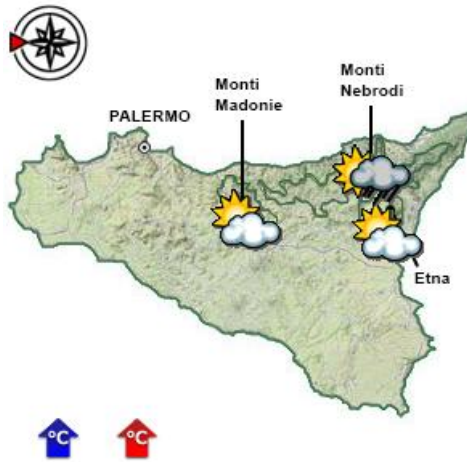 Monti
Nebrodi
Monti
Madonie
PALERMO
Etna
°C
°C